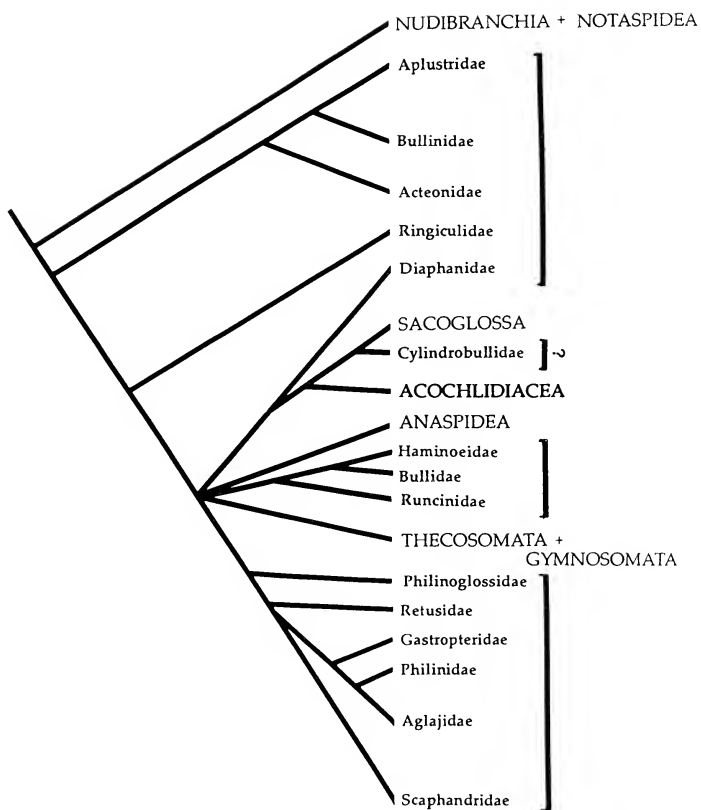 NUDIBRANCHIA + NOTASPIDEA
Aplustridae
Bullinidae
Acteonidae
Ringiculidae
Diaphanidae
SACOGLOSSA
Cylindrobullidae ?
ACOCHLIDIACEA
ANASPIDEA
Haminoeidae
Bullidae
Runcinidae
THECOSOMATA +
GYMNOSOMATA
Philinoglossidae
Retusidae
Gastropteridae
Philinidae
Aglajidae
Scaphandridae